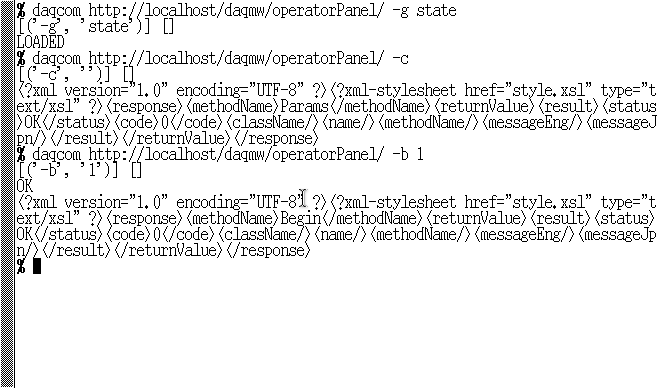 % daqcom http://localhost/daqmw/operatorPanel/ -g state
[('-g', 'state')] []
LOADED
% daqcom http://localhost/daqmw/operatorPanel/ -c
[('-c', '')] []
<?xml version="1.0" encoding="UTF-8" ?><?xml-stylesheet href="style.xsl" type="t
ext/xsl" ?><response><methodName>Params</methodName><returnValue><result><status
>OK</status><code>0</code><className/><name/><methodName/><messageEng/><messageJ
pn/></result></returnValue></response>
% daqcom http://localhost/daqmw/operatorPanel/ -b 1
[('-b', '1')] []
OK
<?xml version="1.0" encoding="UTF-8" ?><?xml-stylesheet href="style.xsl" type="t
ext/xsl" ?><response><methodName>Begin</methodName><returnValue><result><status>
OK</status><code>0</code><className/><name/><methodName/><messageEng/><messageJp
n/></result></returnValue></response>
%